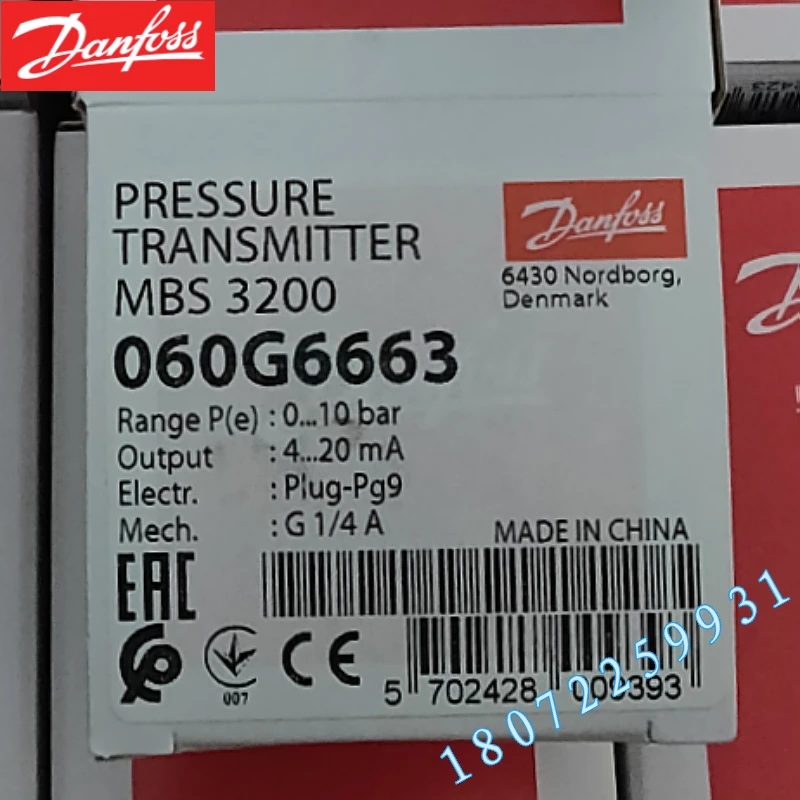 Danfoss
PRESSURE
TRANSMITTER
MBS 3200
060G6663
Danfoss
6430 Nordborg,
Denmark
Range P(e) : 0...10 bar
Output : 4...20 mA
Electr. : Plug-Pg9
Mech. : G 1/4 A
MADE IN CHINA
EAC
007
CE
5 702428 009393
18072259931